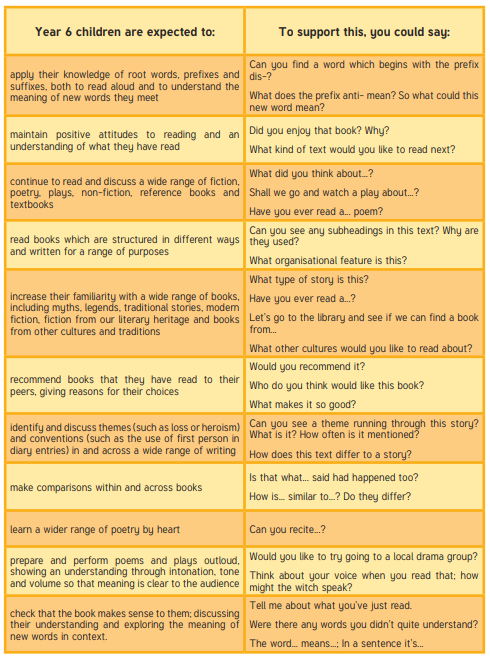 Year 6 children are expected to:
To support this, you could say:
apply their knowledge of root words, prefixes and
suffixes, both to read aloud and to understand the
meaning of new words they meet
Can you find a word which begins with the prefix
dis-?
What does the prefix anti- mean? So what could this
new word mean?
maintain positive attitudes to reading and an
understanding of what they have read
Did you enjoy that book? Why?
What kind of text would you like to read next?
continue to read and discuss a wide range of fiction,
poetry, plays, non-fiction, reference books and
textbooks
What did you think about...?
Shall we go and watch a play about...?
Have you ever read a... poem?
read books which are structured in different ways
and written for a range of purposes
Can you see any subheadings in this text? Why are
they used?
What organisational feature is this?
increase their familiarity with a wide range of books,
including myths, legends, traditional stories, modern
fiction, fiction from our literary heritage and books
from other cultures and traditions
What type of story is this?
Have you ever read a...?
Let's go to the library and see if we can find a book
from...
What other cultures would you like to read about?
recommend books that they have read to their
peers, giving reasons for their choices
Would you recommend it?
Who do you think would like this book?
What makes it so good?
identify and discuss themes (such as loss or heroism)
and conventions (such as the use of first person in
diary entries) in and across a wide range of writing
Can you see a theme running through this story?
What is it? How often is it mentioned?
How does this text differ to a story?
make comparisons within and across books
Is that what... said had happened too?
How is... similar to...? Do they differ?
learn a wider range of poetry by heart
Can you recite...?
prepare and perform poems and plays outloud,
showing an understanding through intonation, tone
and volume so that meaning is clear to the audience
Would you like to try going to a local drama group?
Think about your voice when you read that; how
might the witch speak?
check that the book makes sense to them; discussing
their understanding and exploring the meaning of
new words in context.
Tell me about what you've just read.
Were there any words you didn't quite understand?
The word... means...; In a sentence it's...